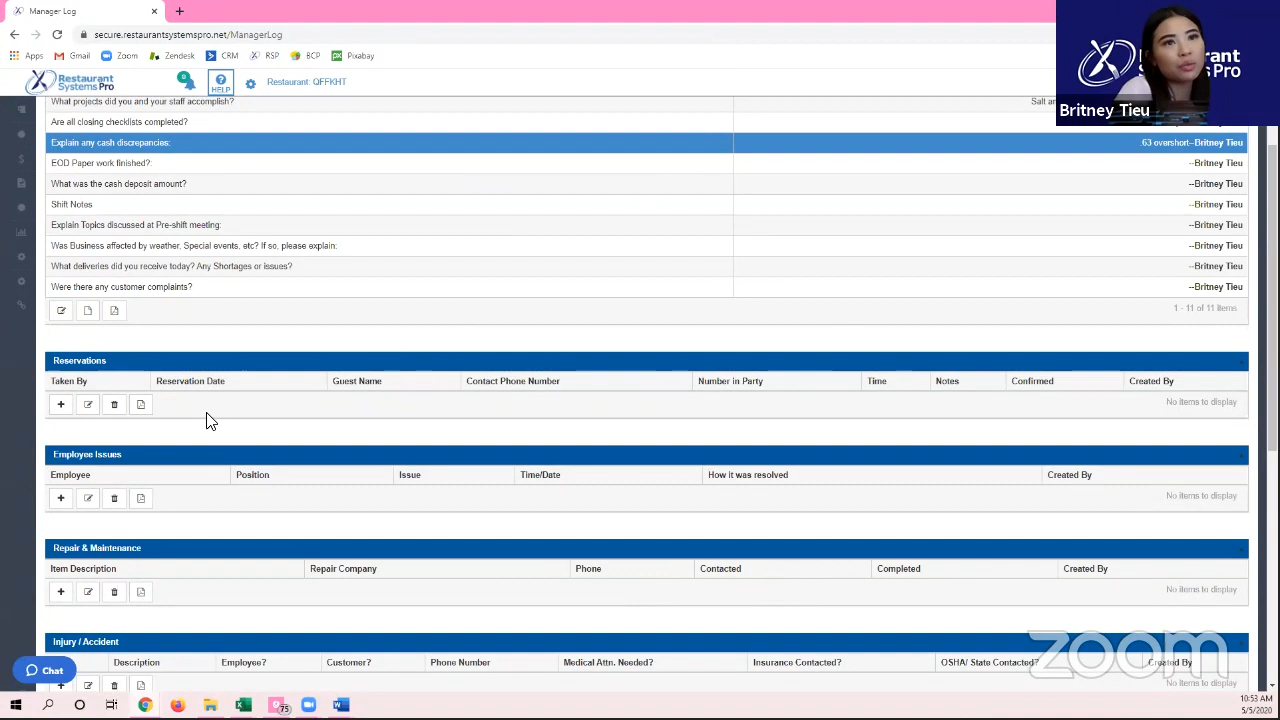 Manager Log
secure.restaurantsystemspro.net/ManagerLog
Apps Gmail Zoom Zendesk CRM RSP BCP Pixabay
Restaurant Systems Pro 0 HELP Restaurant: QFFKHT
Restaurant Systems Pro
Britney Tieu
What projects did you and your staff accomplish? Salt
Are all closing checklists completed?
Explain any cash discrepancies: .63 overshort--Britney Tieu
EOD Paper work finished?: --Britney Tieu
What was the cash deposit amount? --Britney Tieu
Shift Notes --Britney Tieu
Explain Topics discussed at Pre-shift meeting: --Britney Tieu
Was Business affected by weather, Special events, etc? If so, please explain: --Britney Tieu
What deliveries did you receive today? Any Shortages or issues? --Britney Tieu
Were there any customer complaints? --Britney Tieu
1 - 11 of 11 items
Reservations
Taken By Reservation Date Guest Name Contact Phone Number Number in Party Time Notes Confirmed Created By
No items to display
Employee Issues
Employee Position Issue Time/Date How it was resolved Created By
No items to display
Repair & Maintenance
Item Description Repair Company Phone Contacted Completed Created By
No items to display
Injury / Accident
Description Employee? Customer? Phone Number Medical Attn. Needed? Insurance Contacted? OSHA/ State Contacted? Created By
No items to display
Chat
zoom
75
10:53 AM
5/5/2020